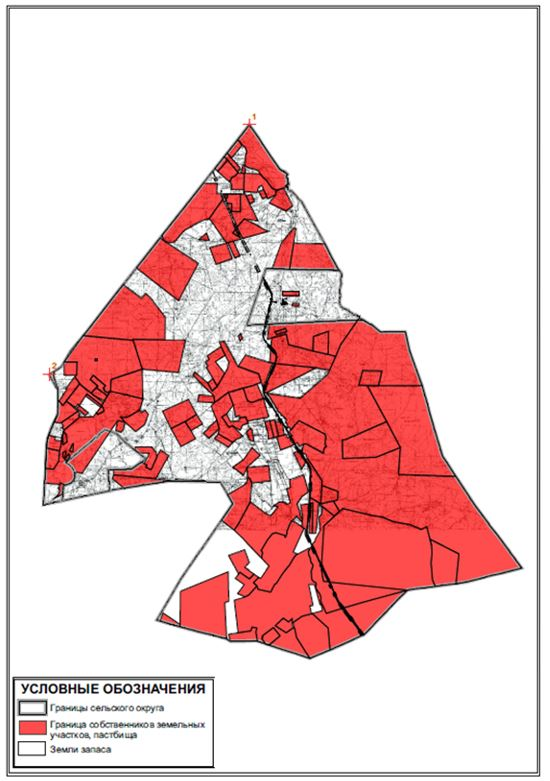 1
2
УСЛОВНЫЕ ОБОЗНАЧЕНИЯ
Границы сельского округа
Граница собственников земельных
участков, пастбища
Земли запаса